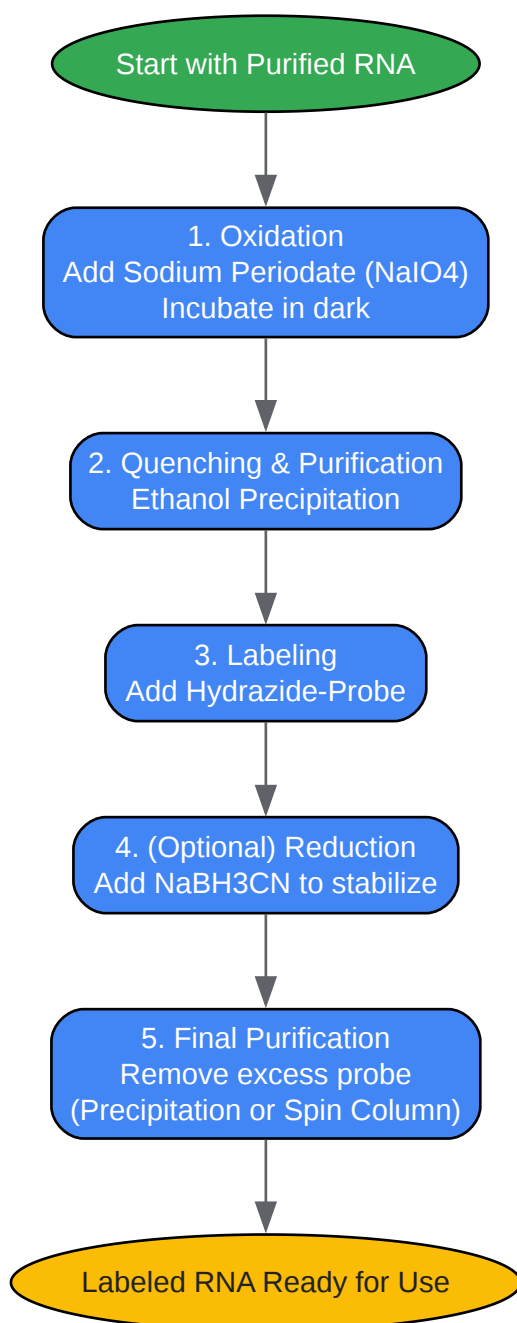 Start with Purified RNA
1. Oxidation
Add Sodium Periodate (NaIO4)
Incubate in dark
2. Quenching & Purification
Ethanol Precipitation
3. Labeling
Add Hydrazide-Probe
4. (Optional) Reduction
Add NaBH3CN to stabilize
5. Final Purification
Remove excess probe
(Precipitation or Spin Column)
Labeled RNA Ready for Use